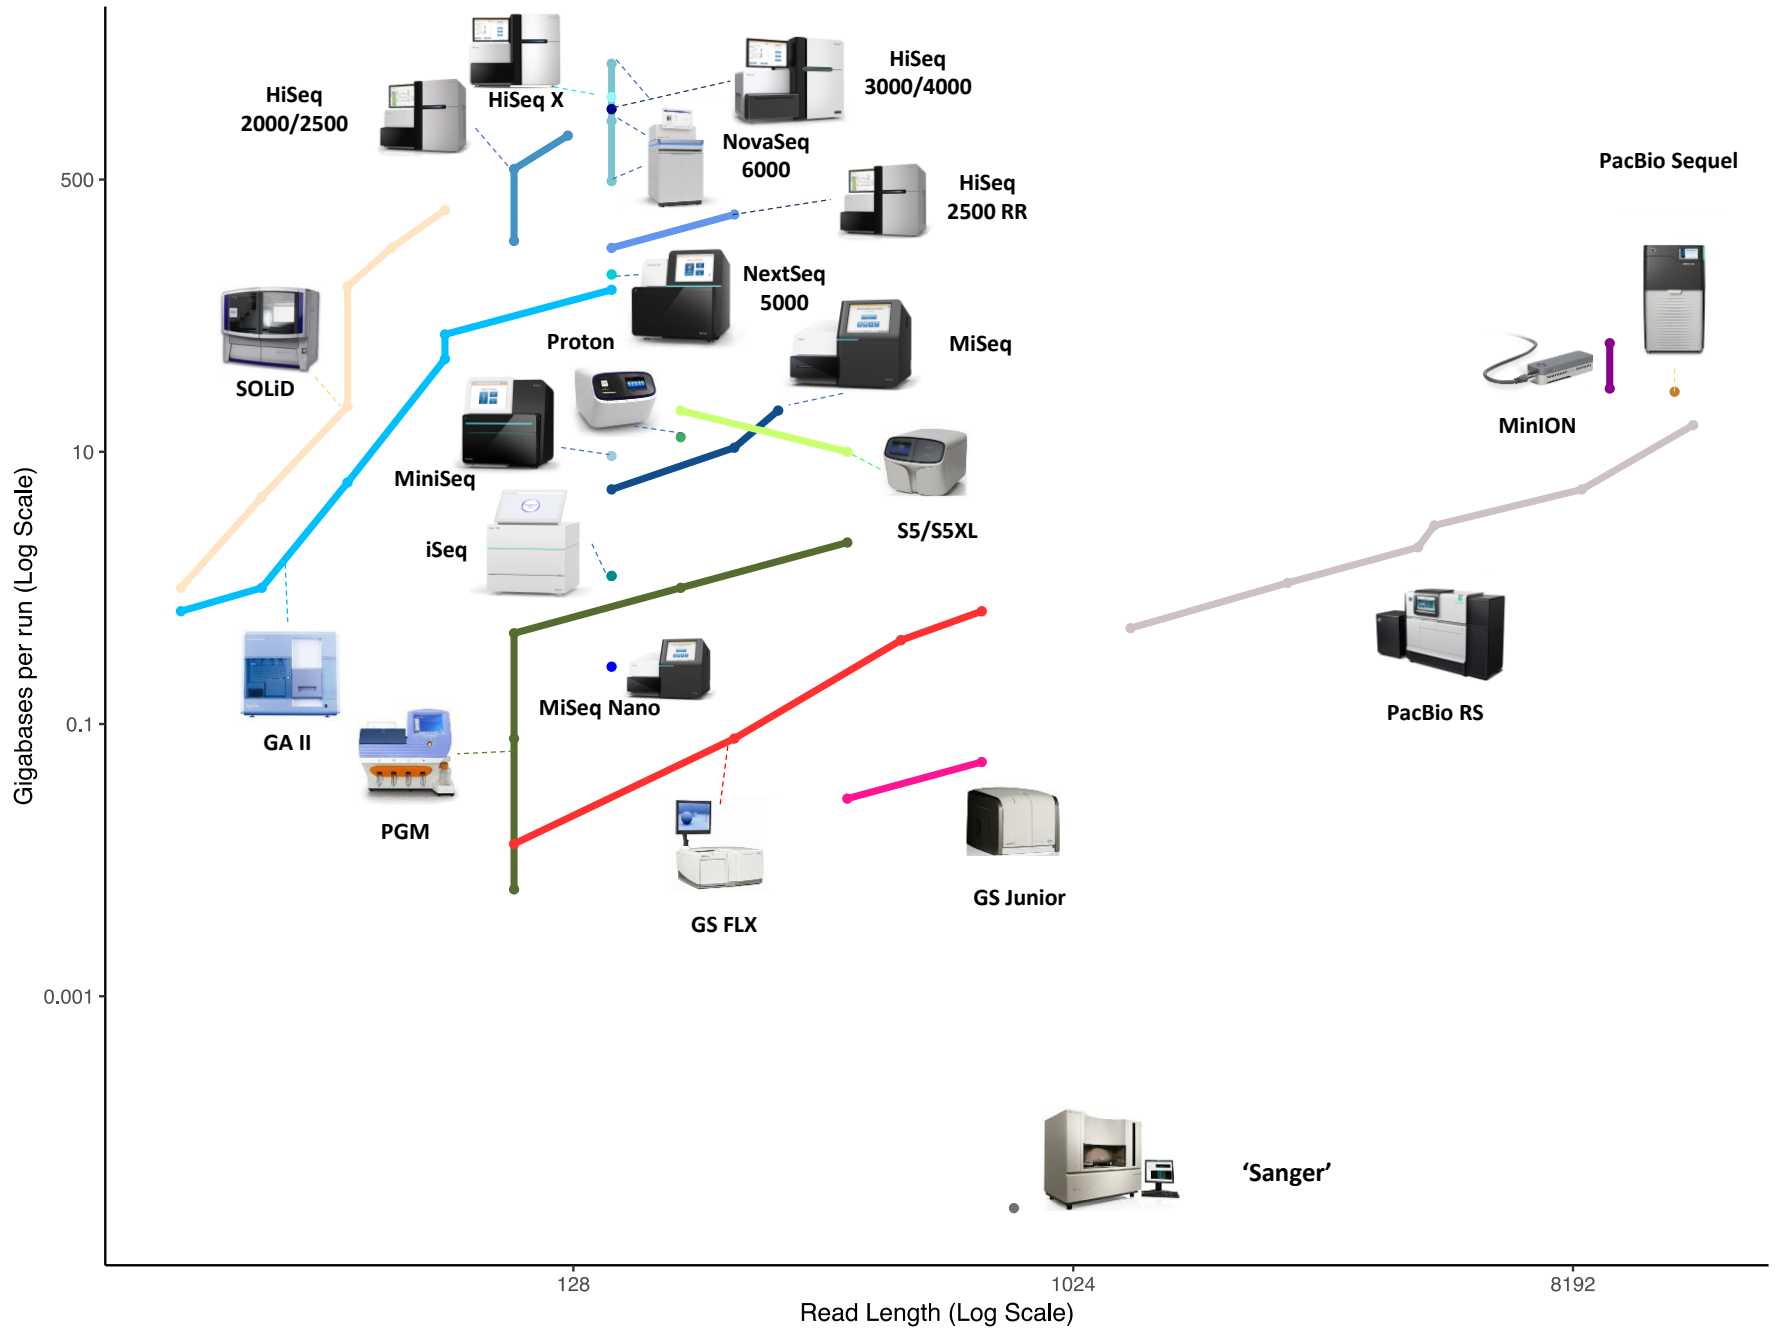 HiSeq X
HiSeq
3000/4000
HiSeq
2000/2500
NovaSeq
6000
PacBio Sequel
HiSeq
2500 RR
NextSeq
5000
Proton
MiSeq
SOLiD
MinION
MiniSeq
S5/S5XL
iSeq
MiSeq Nano
PacBio RS
GA II
PGM
GS Junior
GS FLX
‘Sanger’
500
10
0.1
0.001
Gigabases per run (Log Scale)
128
1024
8192
Read Length (Log Scale)